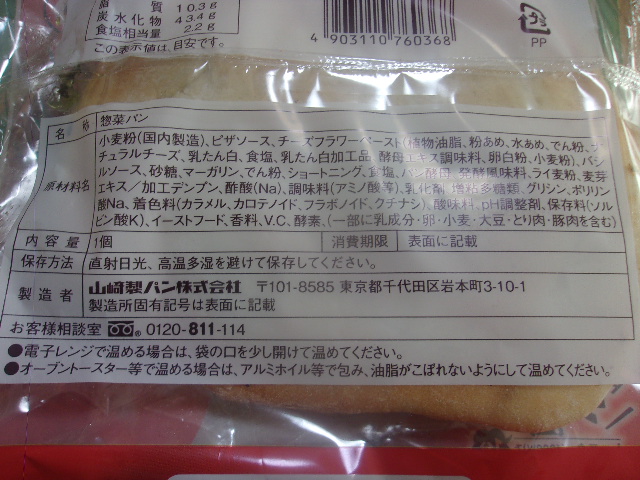 脂質 10.3g
炭水化物 43.4g
食塩相当量 2.2g
この表示値は、目安です。
4 903110 760368
PP
名称 惣菜パン
原材料名 小麦粉(国内製造)、ピザソース、チーズフラワーペースト(植物油脂、粉あめ、水あめ、でん粉、ナ
チュラルチーズ、乳たん白、食塩、乳たん白加工品、酵母エキス調味料、卵白粉、小麦粉)、バジ
ルソース、砂糖、マーガリン、でん粉、ショートニング、食塩、パン酵母、発酵風味料、ライ麦粉、麦芽
エキス/加工デンプン、酢酸(Na)、調味料(アミノ酸等)、乳化剤、増粘多糖類、グリシン、ポリリン
酸Na、着色料(カラメル、カロテノイド、フラボノイド、クチナシ)、酸味料、pH調整剤、保存料(ソル
ビン酸K)、イーストフード、香料、V.C、酵素、(一部に乳成分・卵・小麦・大豆・とり肉・豚肉を含む)
内容量 1個 消費期限 表面に記載
保存方法 直射日光、高温多湿を避けて保存してください。
製造者 山崎製パン株式会社 〒101-8585 東京都千代田区岩本町3-10-1
製造所固有記号は表面に記載
お客様相談室 0120-811-114
●電子レンジで温める場合は、袋の口を少し開けて温めてください。
●オーブントースター等で温める場合は、アルミホイル等で包み、油脂がこぼれないようにして温めてください。